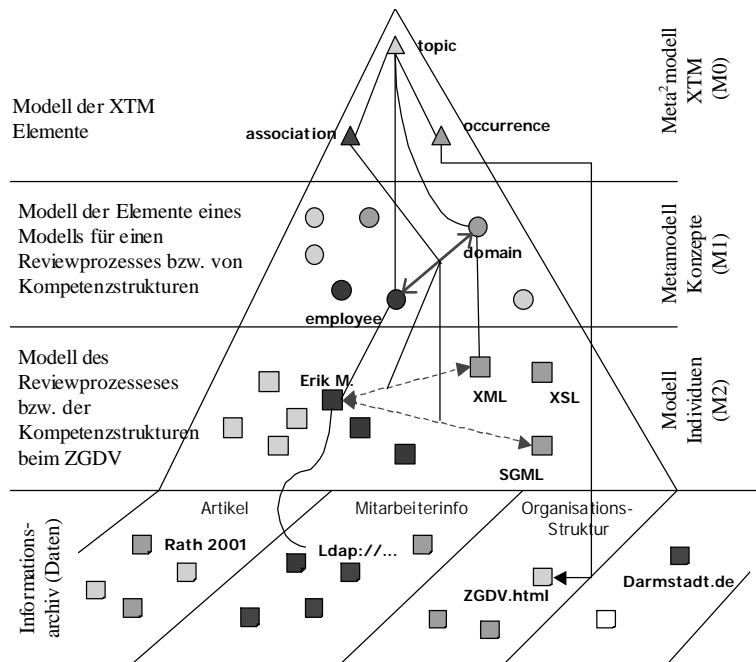 topic
Modell der XTM
Elemente
association
occurrence
Meta²modell
XTM
(M0)
Modell der Elemente eines
Modells für einen
Reviewprozesses bzw. von
Kompetenzstrukturen
domain
employee
Metamodell
Konzepte
(M1)
Modell des
Reviewprozesseses
bzw. der
Kompetenzstrukturen
beim ZGDV
Erik M.
XML
XSL
SGML
Modell
Individuen
(M2)
Informations-
archiv (Daten)
Artikel
Mitarbeiterinfo
Organisations-
Struktur
Rath 2001
Ldap://...
ZGDV.html
Darmstadt.de